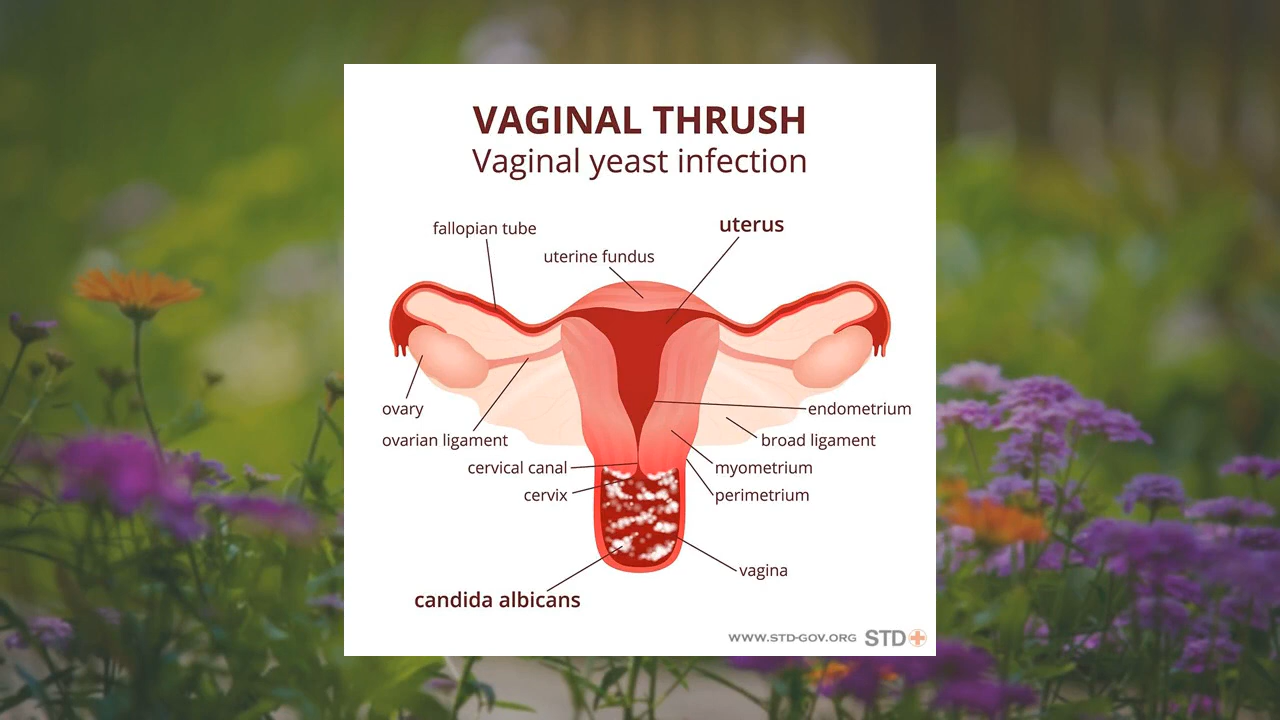 VAGINAL THRUSH
Vaginal yeast infection
fallopian tube
uterus
uterine fundus
ovary
endometrium
ovarian ligament
broad ligament
cervical canal
myometrium
cervix
perimetrium
vagina
candida albicans
WWW.STD-GOV.ORG STD